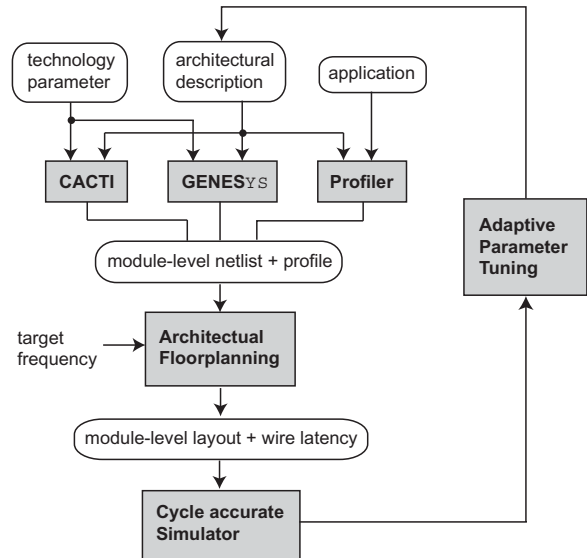 technology
parameter
architectural
description
application
CACTI
GENESYS
Profiler
Adaptive
Parameter
Tuning
module-level netlist + profile
target
frequency
Architectual
Floorplanning
module-level layout + wire latency
Cycle accurate
Simulator